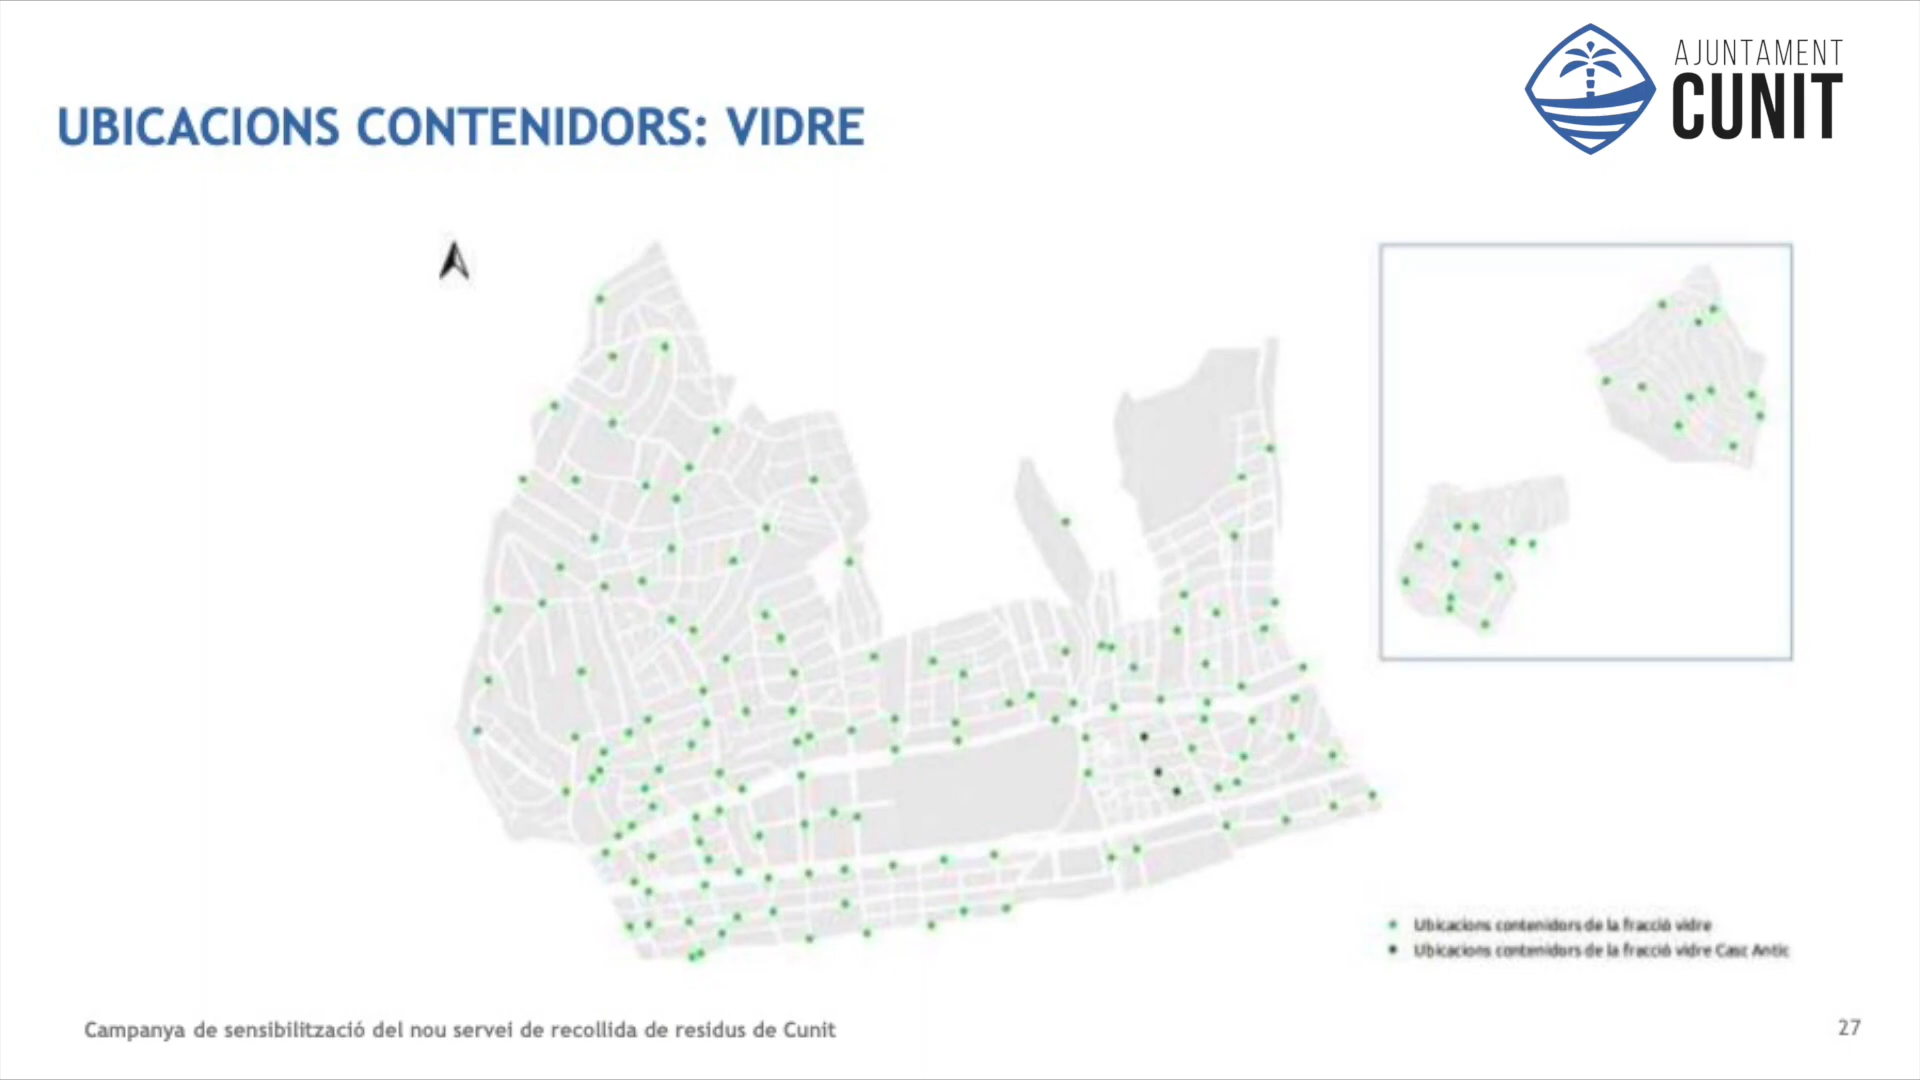 AJUNTAMENT
CUNIT
UBICACIONS CONTENIDORS: VIDRE
Ubicacions contenidors de la fracció vidre
Ubicacions contenidors de la fracció vidre Casc Antic
Campanya de sensibilització del nou servei de recollida de residus de Cunit
27